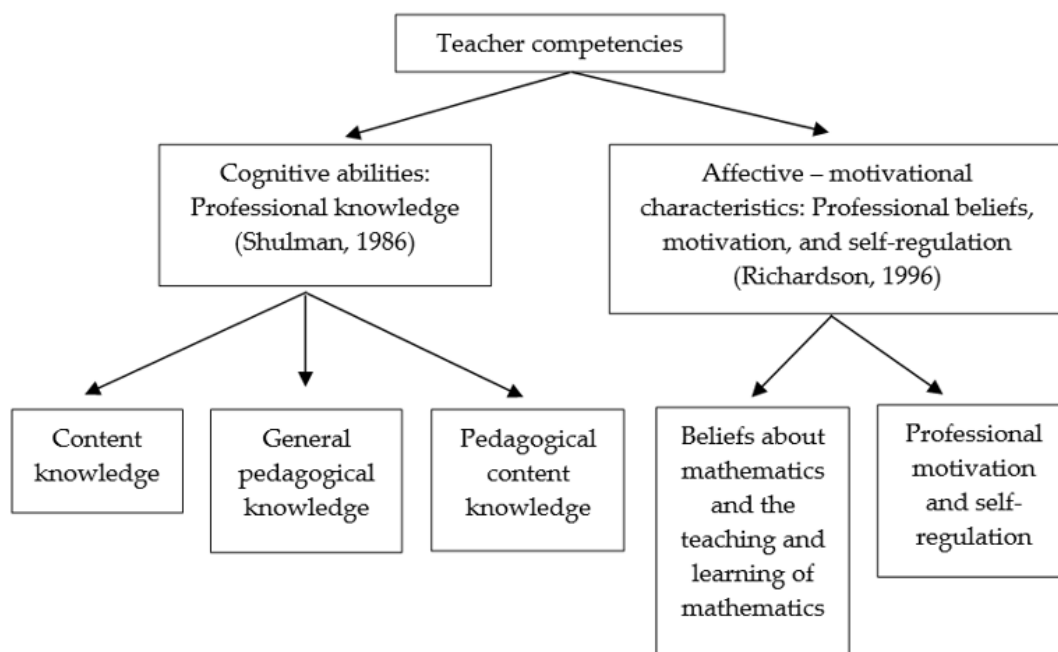 Teacher competencies
Cognitive abilities:
Professional knowledge
(Shulman, 1986)
Affective – motivational
characteristics: Professional beliefs,
motivation, and self-regulation
(Richardson, 1996)
Content
knowledge
General
pedagogical
knowledge
Pedagogical
content
knowledge
Beliefs about
mathematics
and the
teaching and
learning of
mathematics
Professional
motivation
and self-
regulation